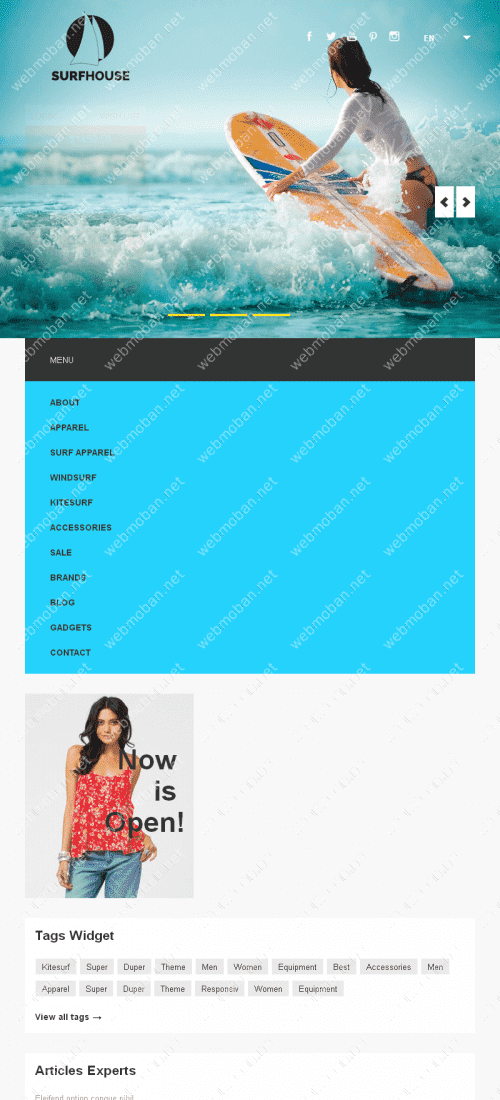 SURFHOUSE
EN
MENU
ABOUT
APPAREL
SURF APPAREL
WINDSURF
KITESURF
ACCESSORIES
SALE
BRANDS
BLOG
GADGETS
CONTACT
Now
is
Open!
Tags Widget
Kitesurf Super Duper Theme Men Women Equipment Best Accessories Men
Apparel Super Duper Theme Responsiv Women Equipment
View all tags →
Articles Experts
Eleifend option congue nihil
webmoban.net